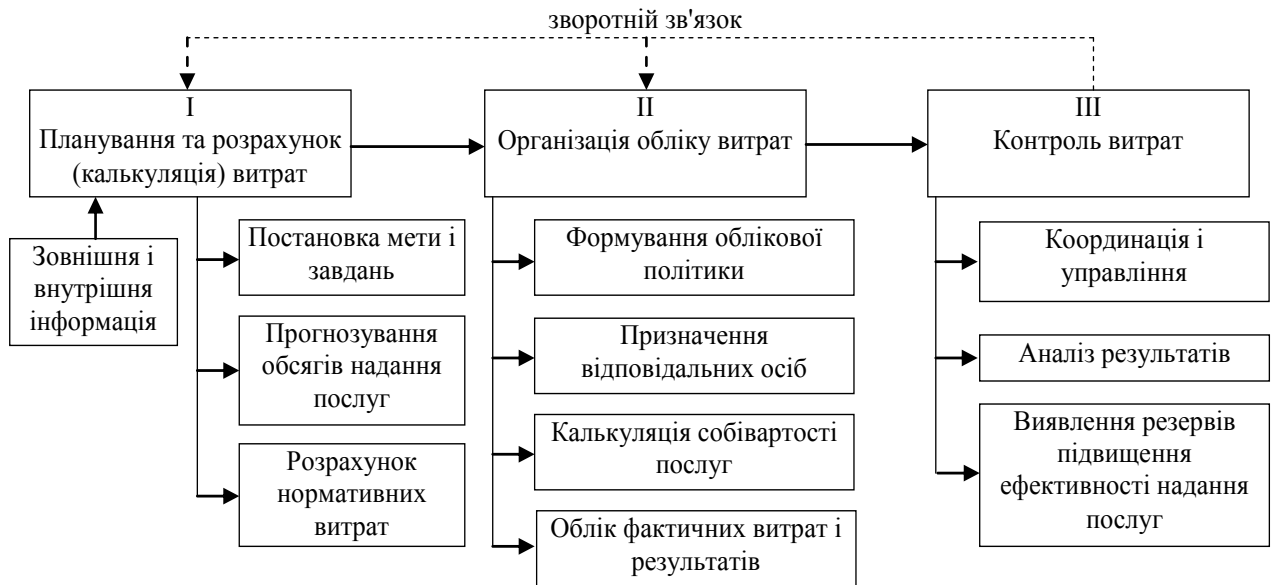 зворотній зв'язок
I
Планування та розрахунок
(калькуляція) витрат
II
Організація обліку витрат
III
Контроль витрат
Зовнішня і
внутрішня
інформація
Постановка мети і
завдань
Прогнозування
обсягів надання
послуг
Розрахунок
нормативних
витрат
Формування облікової
політики
Призначення
відповідальних осіб
Калькуляція собівартості
послуг
Облік фактичних витрат і
результатів
Координація і
управління
Аналіз результатів
Виявлення резервів
підвищення
ефективності надання
послуг